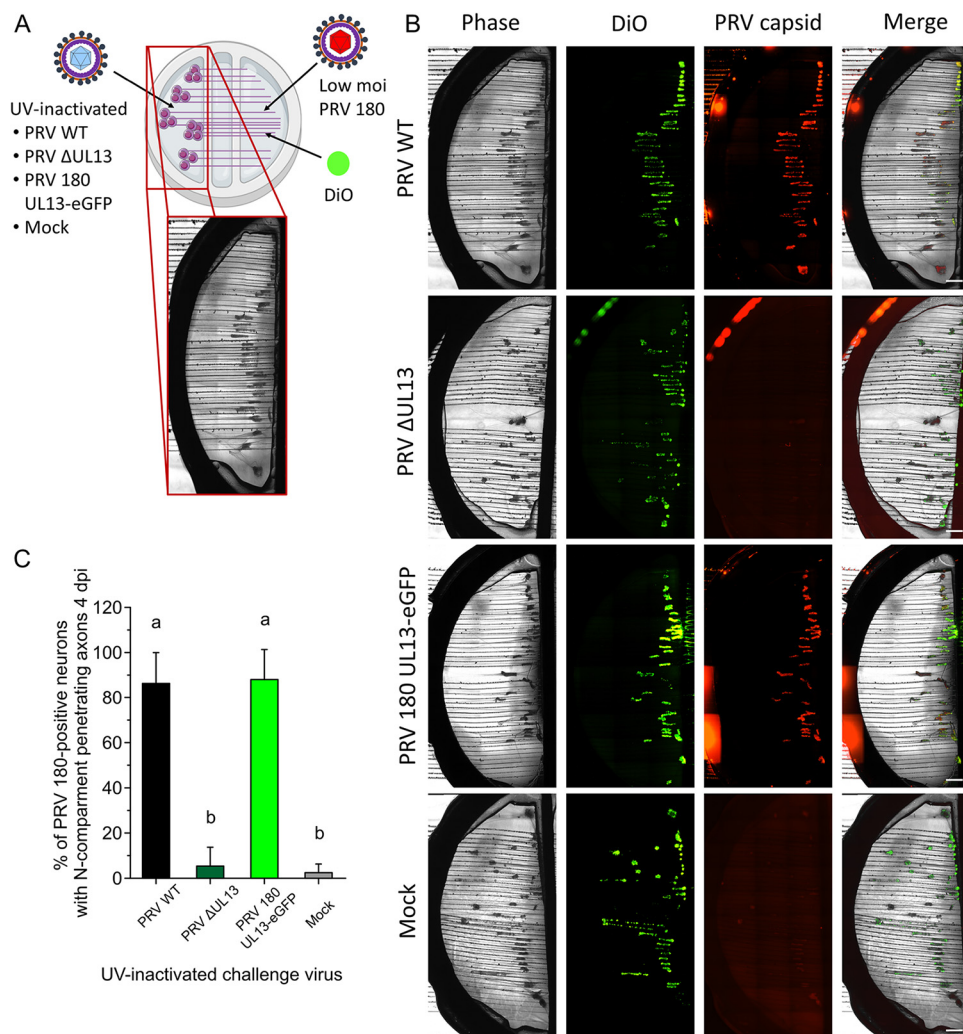 A
UV-inactivated
• PRV WT
• PRV ΔUL13
• PRV 180
UL13-eGFP
• Mock
Low moi
PRV 180
DiO
B
Phase
DiO
PRV capsid
Merge
PRV WT
PRV ΔUL13
PRV 180 UL13-eGFP
Mock
C
% of PRV 180-positive neurons
with N-comparment penetrating axons 4 dpi
120
100
80
60
40
20
0
a
b
a
b
PRV WT
PRV ΔUL13
PRV 180
UL13-eGFP
Mock
UV-inactivated challenge virus